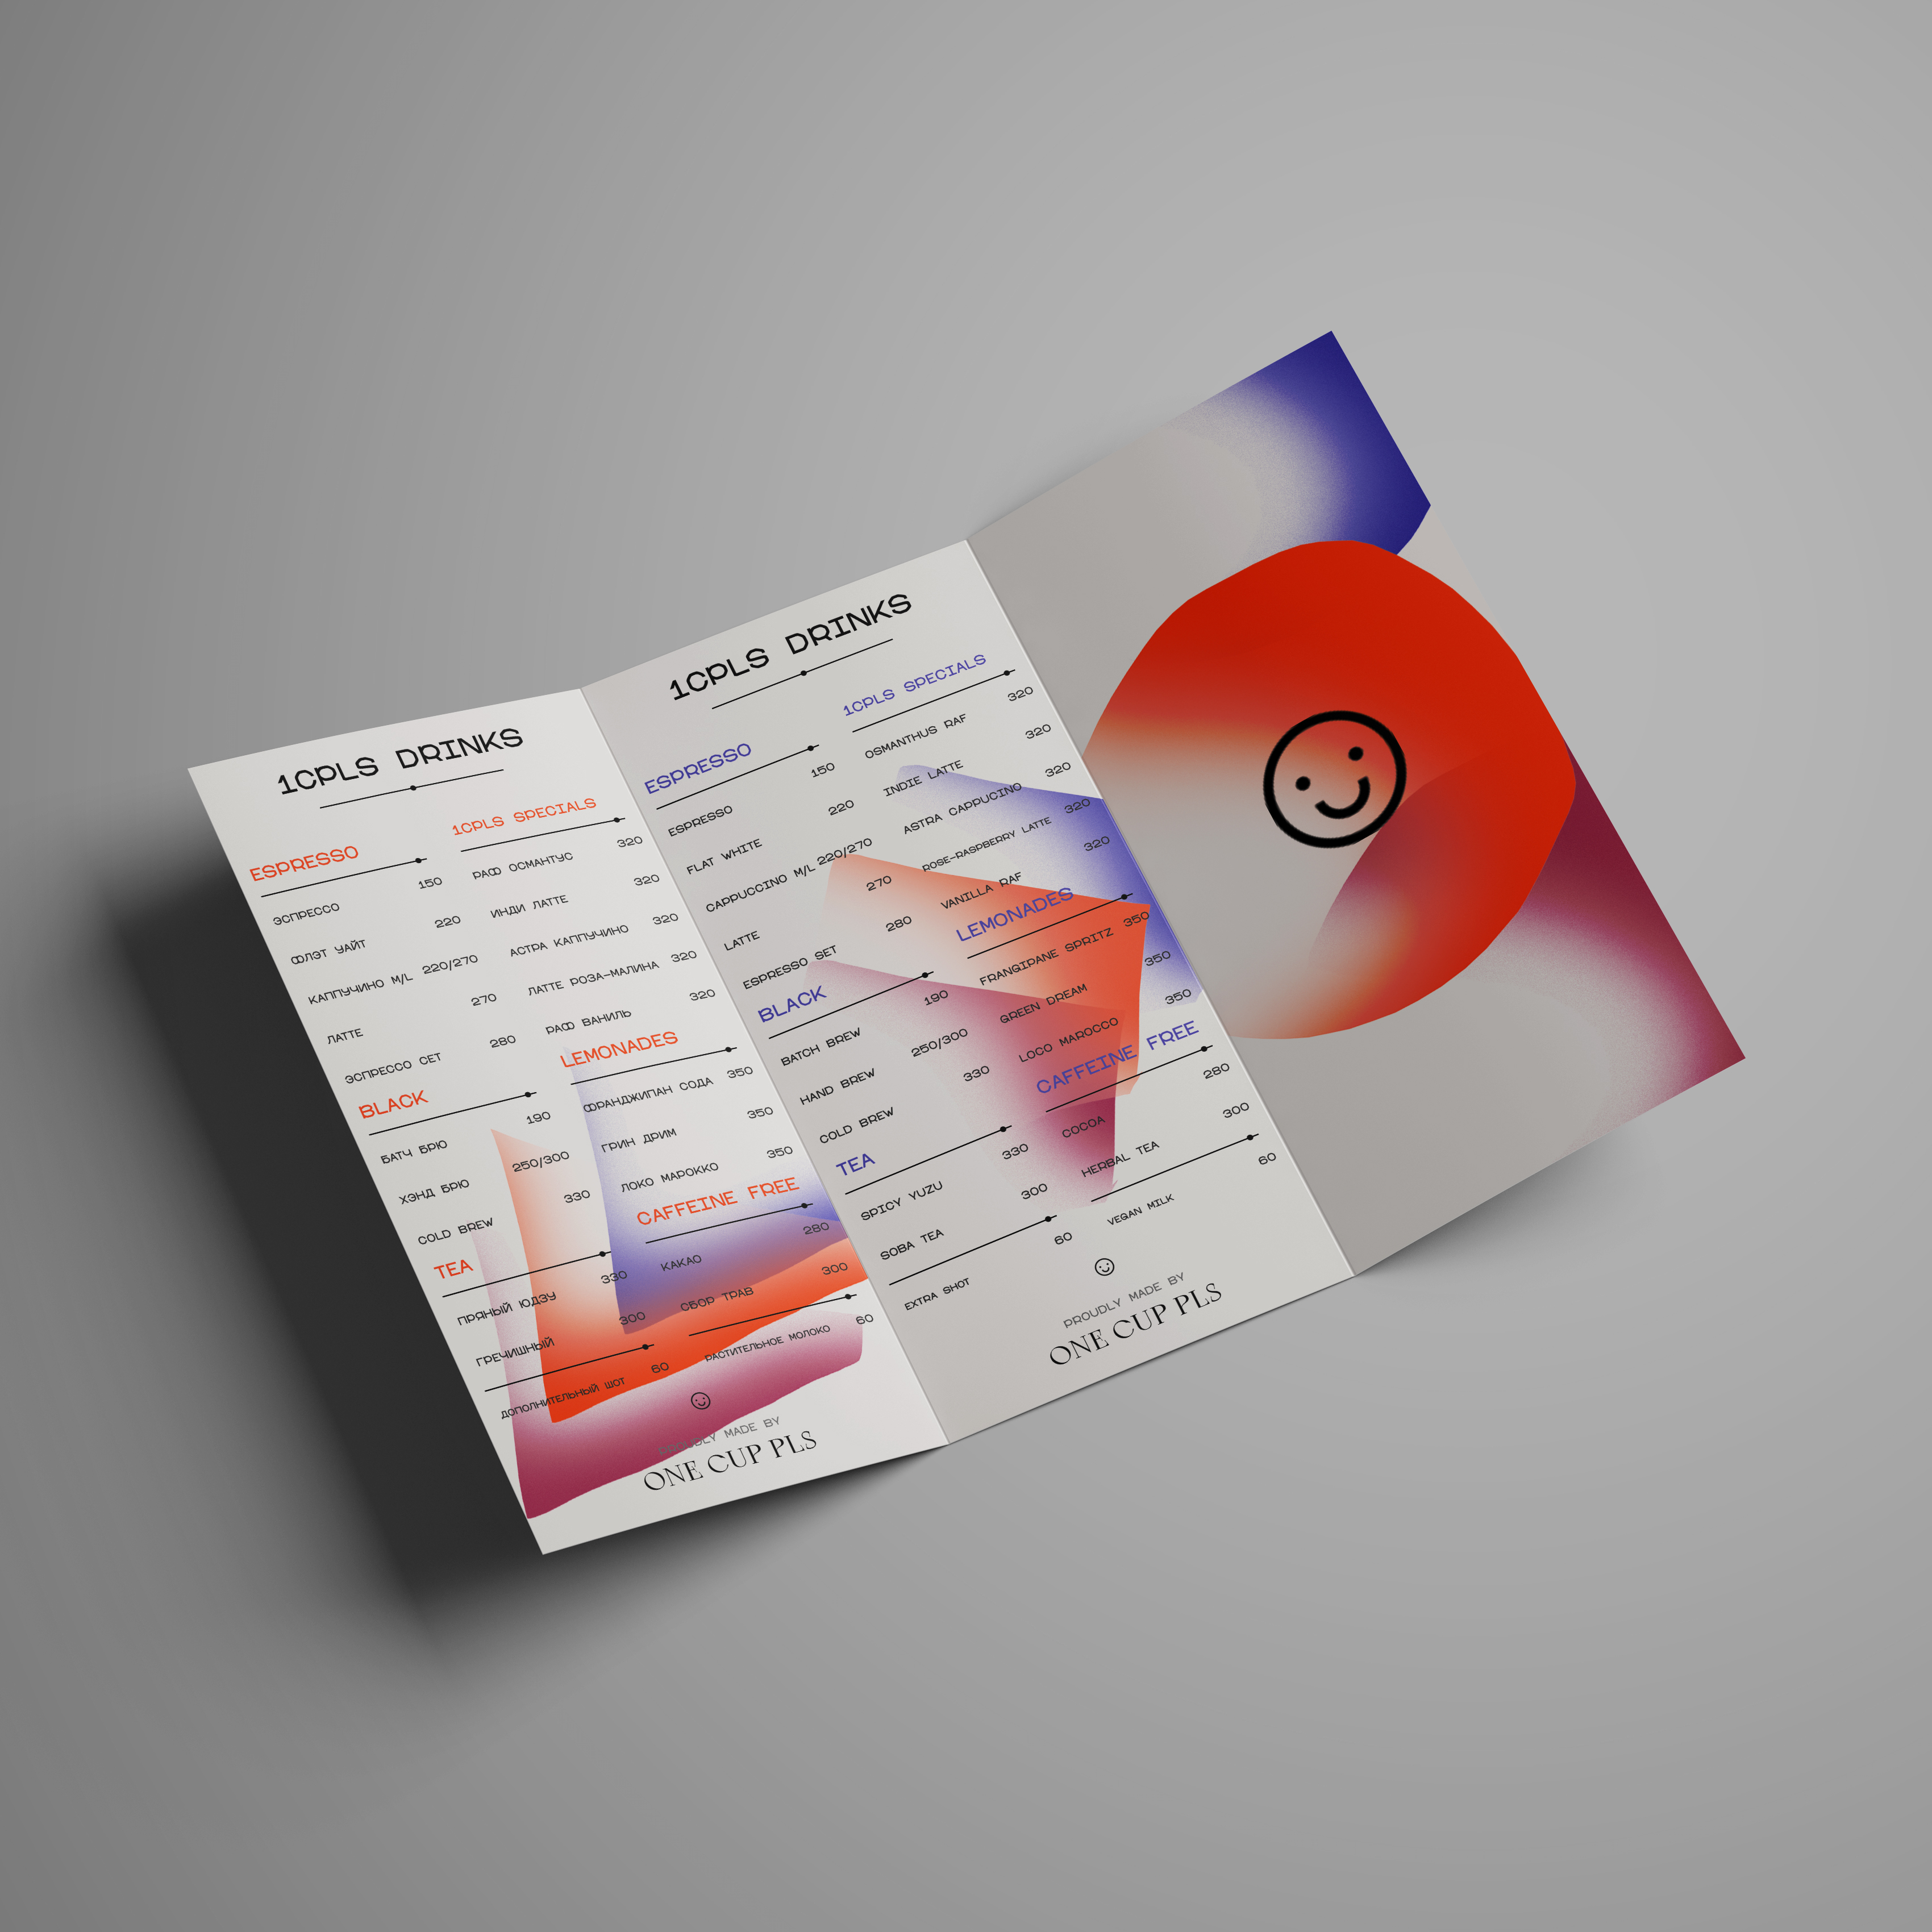 1CPLS DRINKS
ESPRESSO
ЭСПРЕССО 150
ФЛЭТ УАЙТ 220
КАППУЧИНО M/L 220/270
ЛАТТЕ 270
ЭСПРЕССО СЕТ 280
BLACK
БАТЧ БРЮ 190
ХЭНД БРЮ 250/300
COLD BREW 330
TEA
ПРЯНЫЙ ЮДЗУ 330
ГРЕЧИШНЫЙ 300
ДОПОЛНИТЕЛЬНЫЙ ШОТ 60
1CPLS SPECIALS
РАФ ОСМАНТУС 320
ИНДИ ЛАТТЕ 320
АСТРА КАППУЧИНО 320
ЛАТТЕ РОЗА-МАЛИНА 320
РАФ ВАНИЛЬ 320
LEMONADES
ФРАНДЖИПАН СОДА 350
ГРИН ДРИМ 350
ЛОКО МАРОККО 350
CAFFEINE FREE
КАКАО 280
СБОР ТРАВ 300
РАСТИТЕЛЬНОЕ МОЛОКО 60
PROUDLY MADE BY
ONE CUP PLS
1CPLS DRINKS
ESPRESSO
ESPRESSO 150
FLAT WHITE 220
CAPPUCCINO M/L 220/270
LATTE 270
ESPRESSO SET 280
BLACK
BATCH BREW 190
HAND BREW 250/300
COLD BREW 330
TEA
SPICY YUZU 330
SOBA TEA 300
EXTRA SHOT 60
1CPLS SPECIALS
OSMANTHUS RAF 320
INDIE LATTE 320
ASTRA CAPPUCINO 320
ROSE-RASPBERRY LATTE 320
VANILLA RAF 320
LEMONADES
FRANGIPANE SPRITZ 350
GREEN DREAM 350
LOCO MAROCCO 350
CAFFEINE FREE
COCOA 280
HERBAL TEA 300
VEGAN MILK 60
PROUDLY MADE BY
ONE CUP PLS